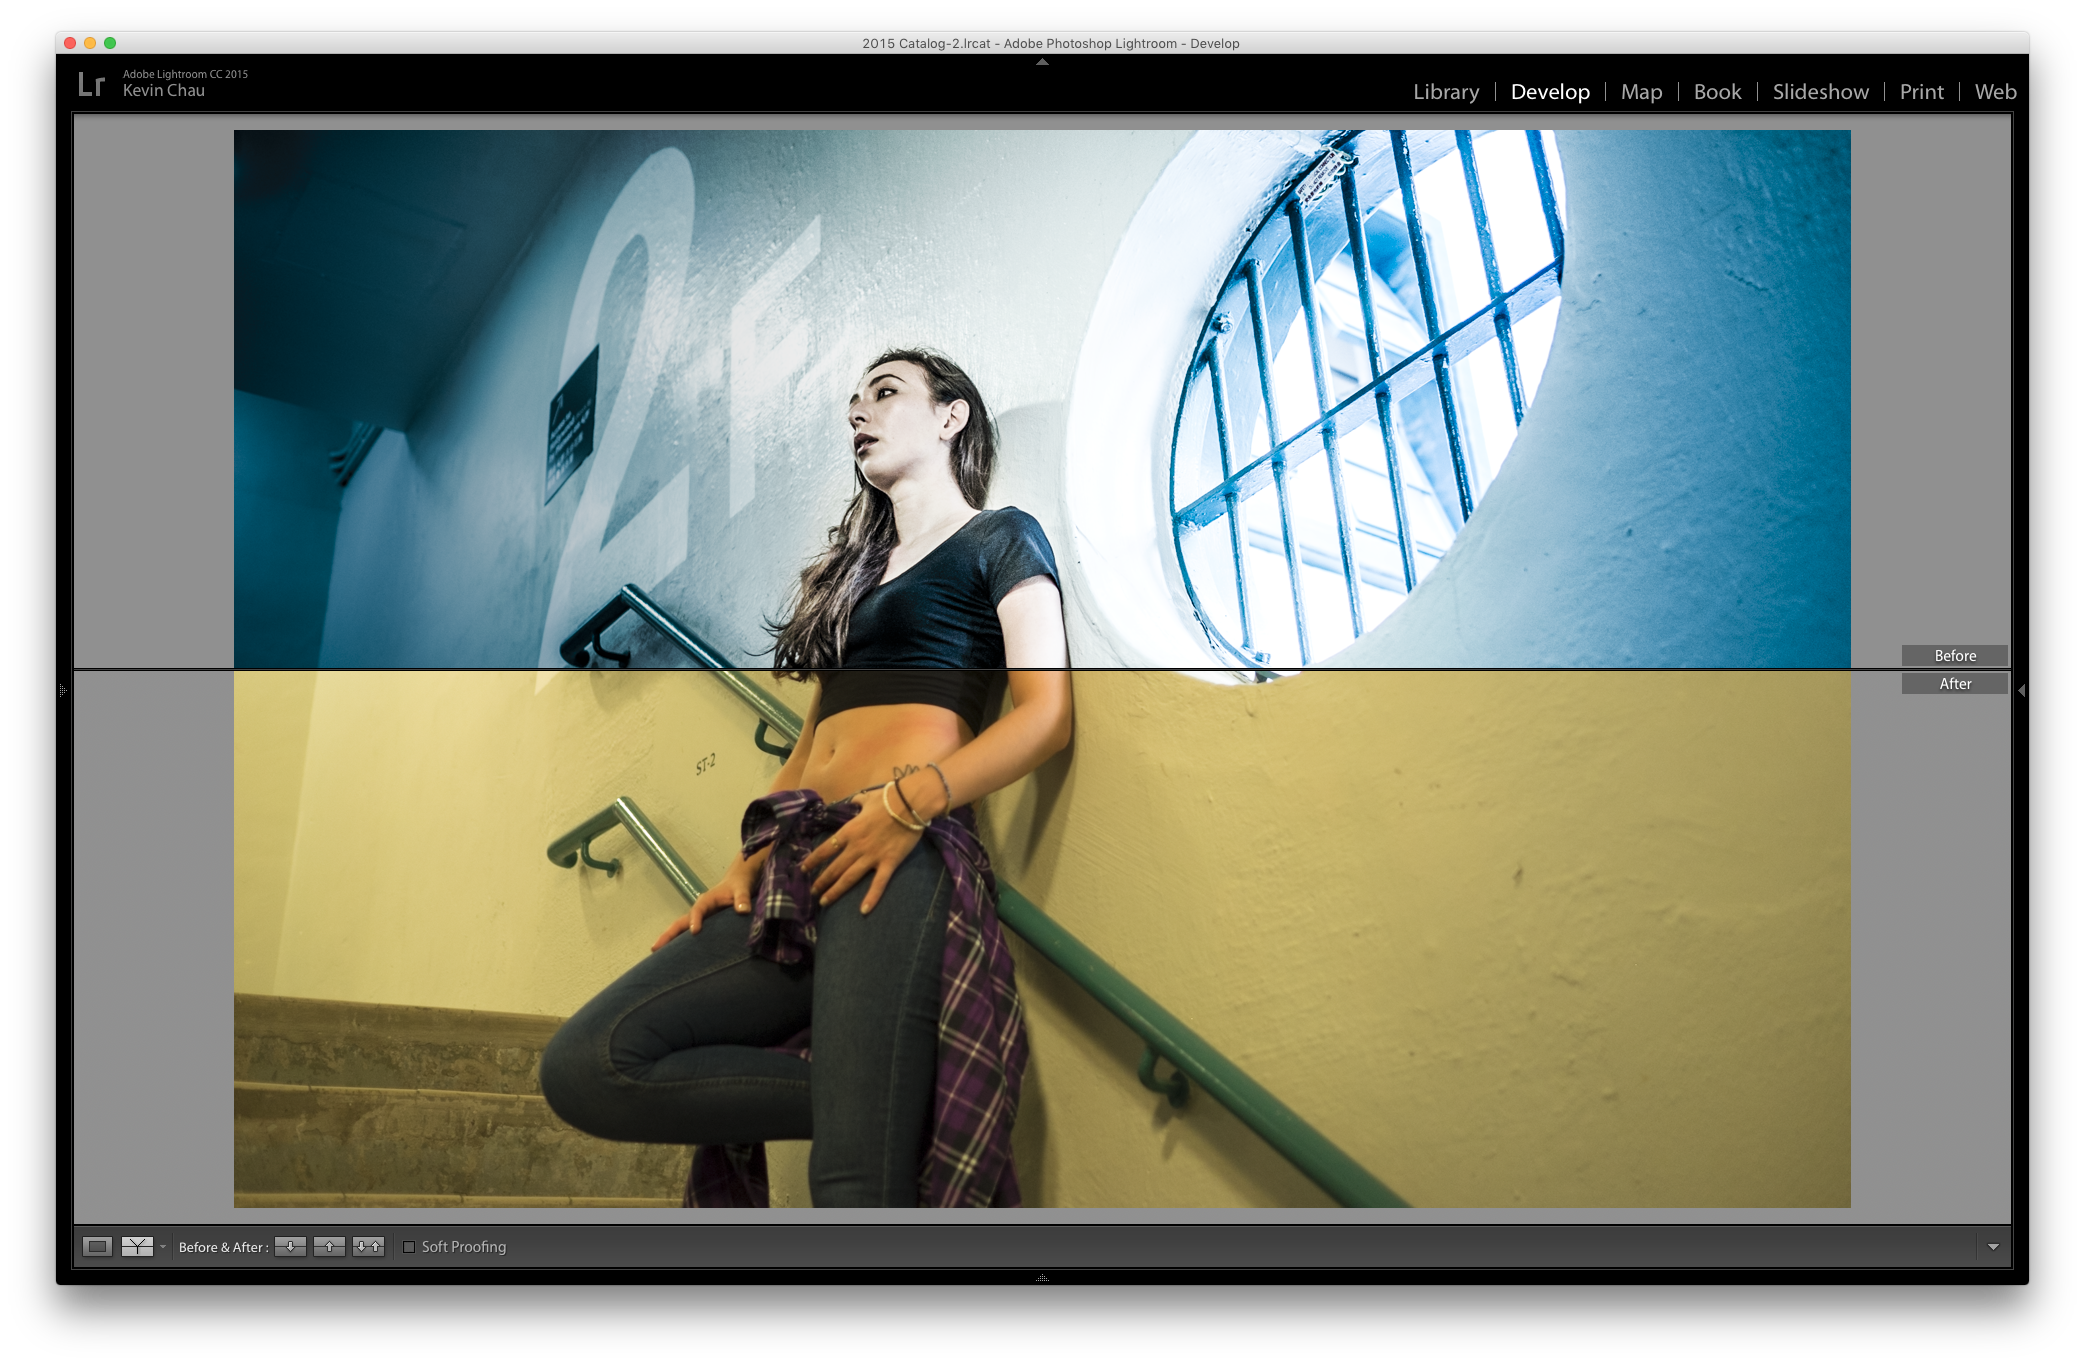 2015 Catalog-2.lrcat - Adobe Photoshop Lightroom - Develop
Lr
Adobe Lightroom CC 2015
Kevin Chau
Library | Develop | Map | Book | Slideshow | Print | Web
2F
Before
After
ST-2
Before & After :
Soft Proofing